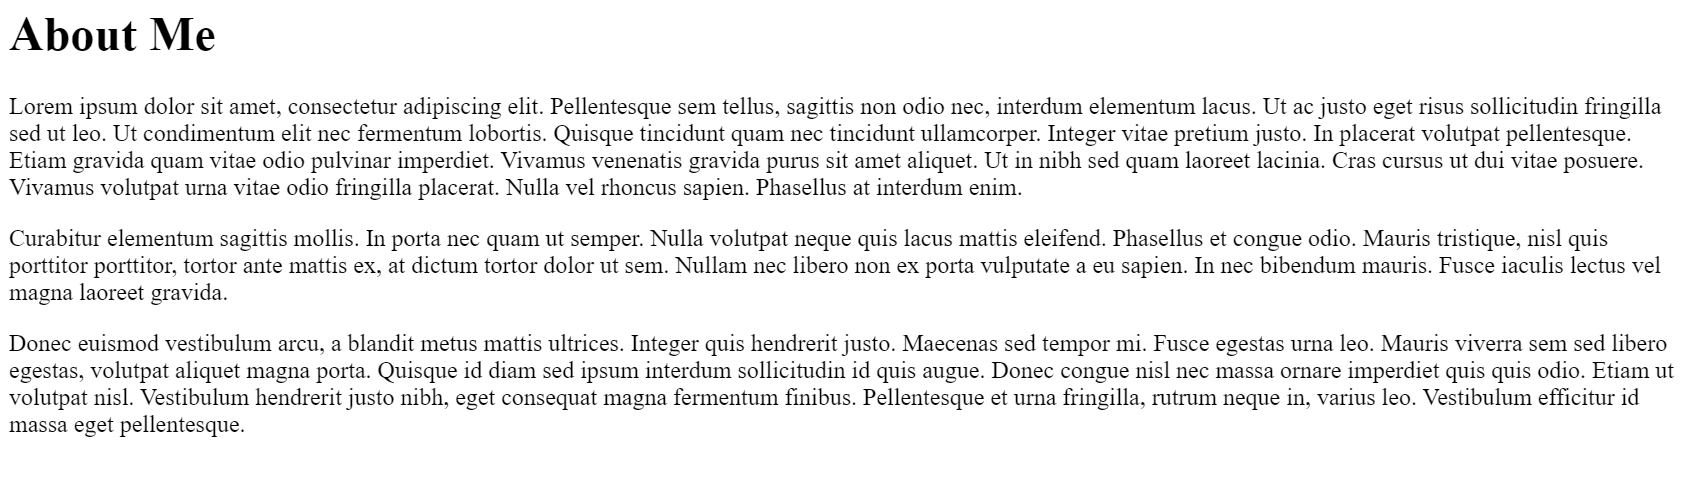 About Me
Lorem ipsum dolor sit amet, consectetur adipiscing elit. Pellentesque sem tellus, sagittis non odio nec, interdum elementum lacus. Ut ac justo eget risus sollicitudin fringilla
sed ut leo. Ut condimentum elit nec fermentum lobortis. Quisque tincidunt quam nec tincidunt ullamcorper. Integer vitae pretium justo. In placerat volutpat pellentesque.
Etiam gravida quam vitae odio pulvinar imperdiet. Vivamus venenatis gravida purus sit amet aliquet. Ut in nibh sed quam laoreet lacinia. Cras cursus ut dui vitae posuere.
Vivamus volutpat urna vitae odio fringilla placerat. Nulla vel rhoncus sapien. Phasellus at interdum enim.
Curabitur elementum sagittis mollis. In porta nec quam ut semper. Nulla volutpat neque quis lacus mattis eleifend. Phasellus et congue odio. Mauris tristique, nisl quis
porttitor porttitor, tortor ante mattis ex, at dictum tortor dolor ut sem. Nullam nec libero non ex porta vulputate a eu sapien. In nec bibendum mauris. Fusce iaculis lectus vel
magna laoreet gravida.
Donec euismod vestibulum arcu, a blandit metus mattis ultrices. Integer quis hendrerit justo. Maecenas sed tempor mi. Fusce egestas urna leo. Mauris viverra sem sed libero
egestas, volutpat aliquet magna porta. Quisque id diam sed ipsum interdum sollicitudin id quis augue. Donec congue nisl nec massa ornare imperdiet quis quis odio. Etiam ut
volutpat nisl. Vestibulum hendrerit justo nibh, eget consequat magna fermentum finibus. Pellentesque et urna fringilla, rutrum neque in, varius leo. Vestibulum efficitur id
massa eget pellentesque.